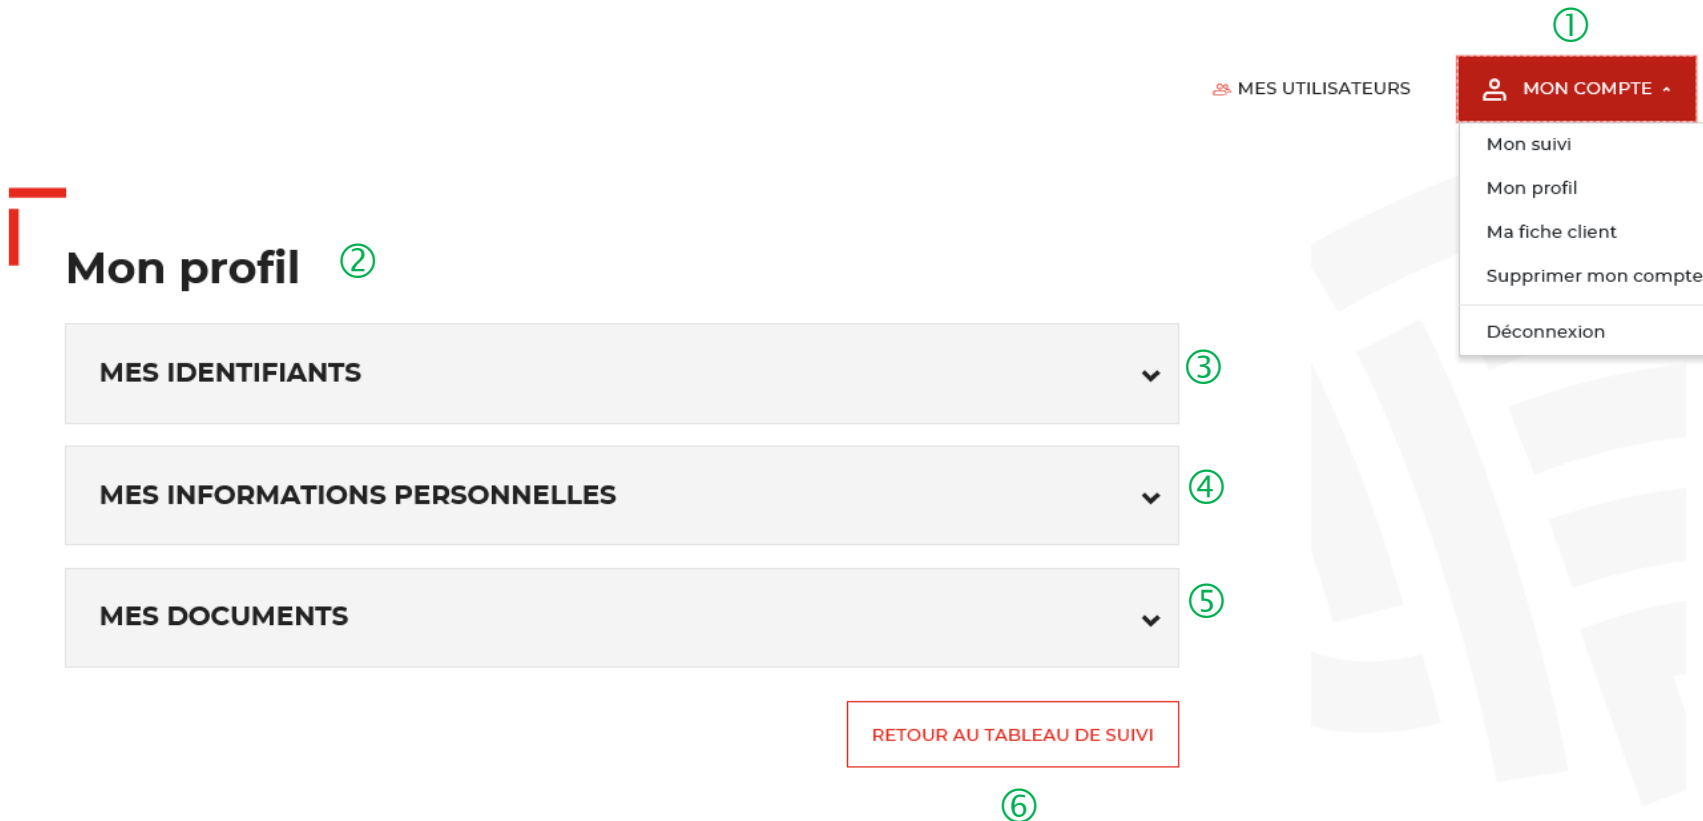 ①
MES UTILISATEURS
MON COMPTE
Mon suivi
Mon profil
Ma fiche client
Supprimer mon compte
Déconnexion
Mon profil ②
MES IDENTIFIANTS ③
MES INFORMATIONS PERSONNELLES ④
MES DOCUMENTS ⑤
RETOUR AU TABLEAU DE SUIVI
⑥